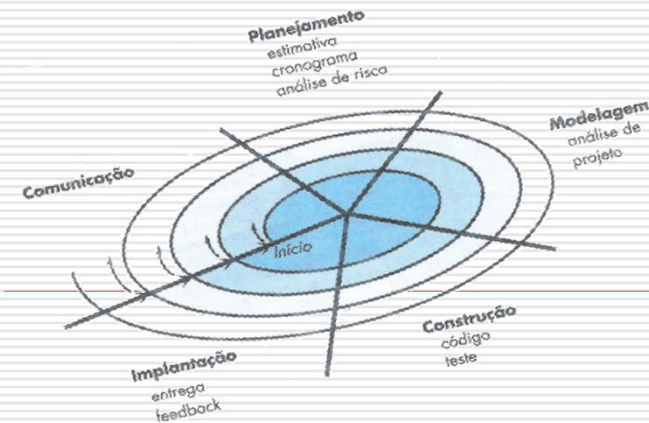 Planejamento
estimativa
cronograma
análise de risco
Modelagem
análise de
projeto
Comunicação
Início
Construção
código
teste
Implantação
entrega
feedback